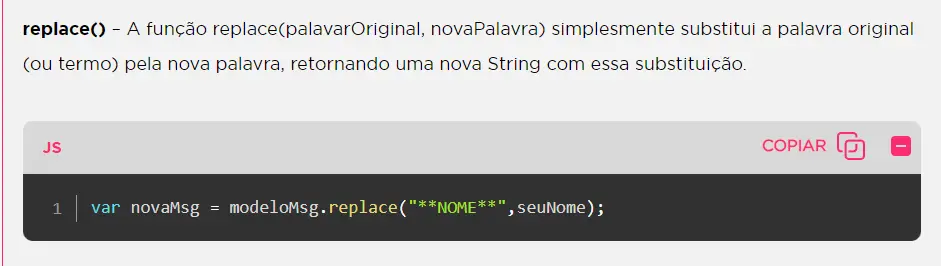 replace() – A função replace(palavarOriginal, novaPalavra) simplesmente substitui a palavra original
(ou termo) pela nova palavra, retornando uma nova String com essa substituição.
JS
COPIAR
1 var novaMsg = modeloMsg.replace("**NOME**",seuNome);